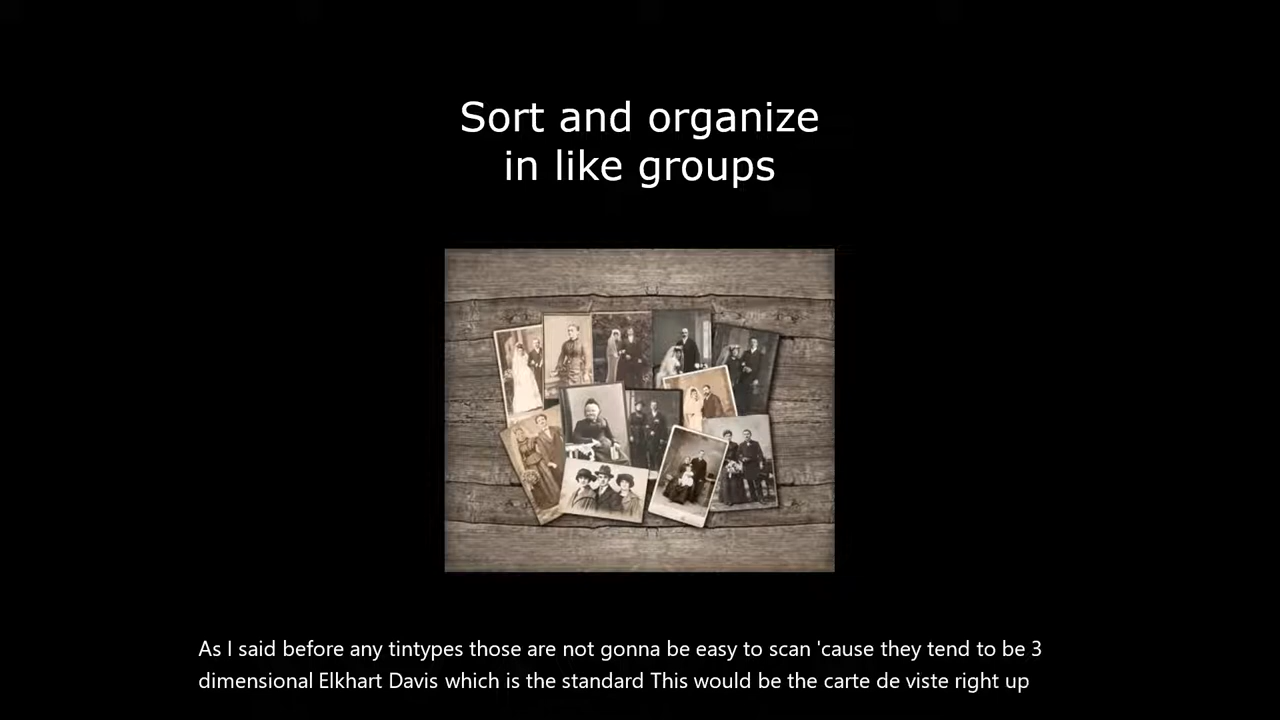 Sort and organize
in like groups
As I said before any tintypes those are not gonna be easy to scan 'cause they tend to be 3
dimensional Elkhart Davis which is the standard This would be the carte de viste right up